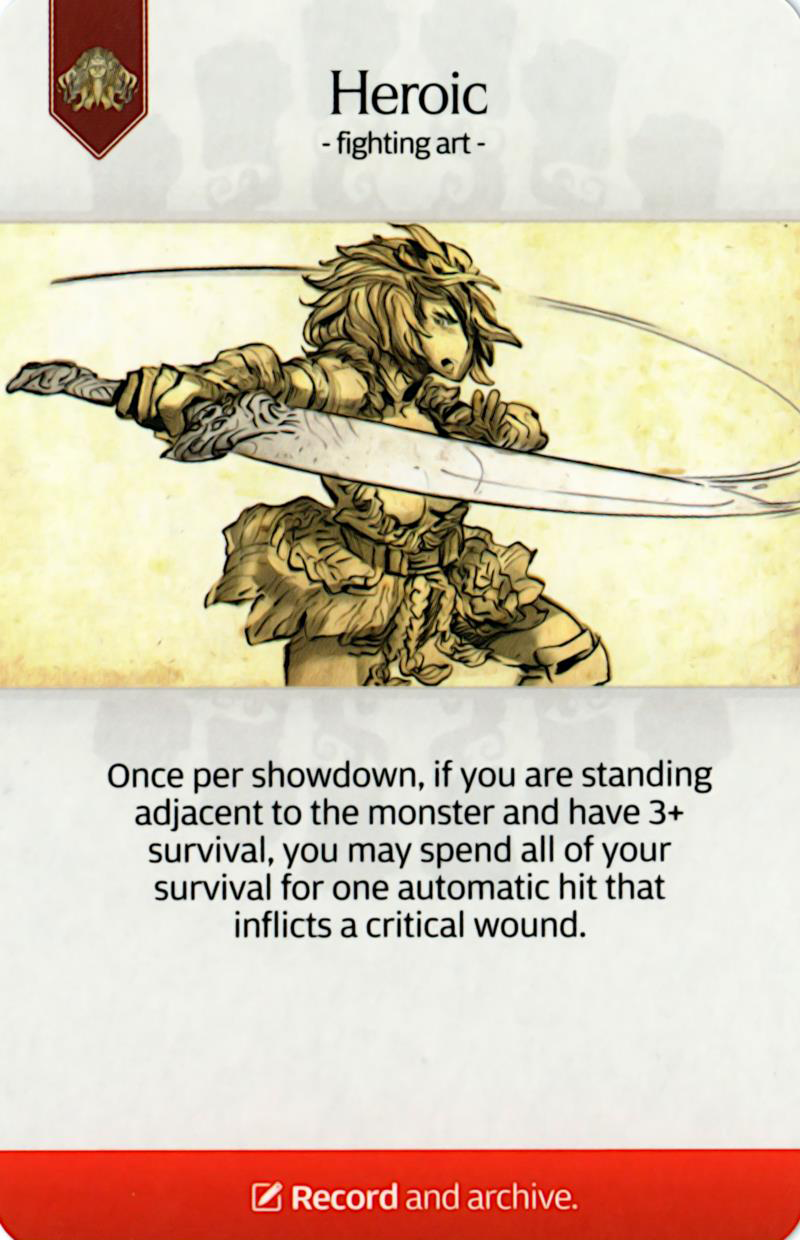 Heroic
- fighting art -
Once per showdown, if you are standing
adjacent to the monster and have 3+
survival, you may spend all of your
survival for one automatic hit that
inflicts a critical wound.
Record and archive.